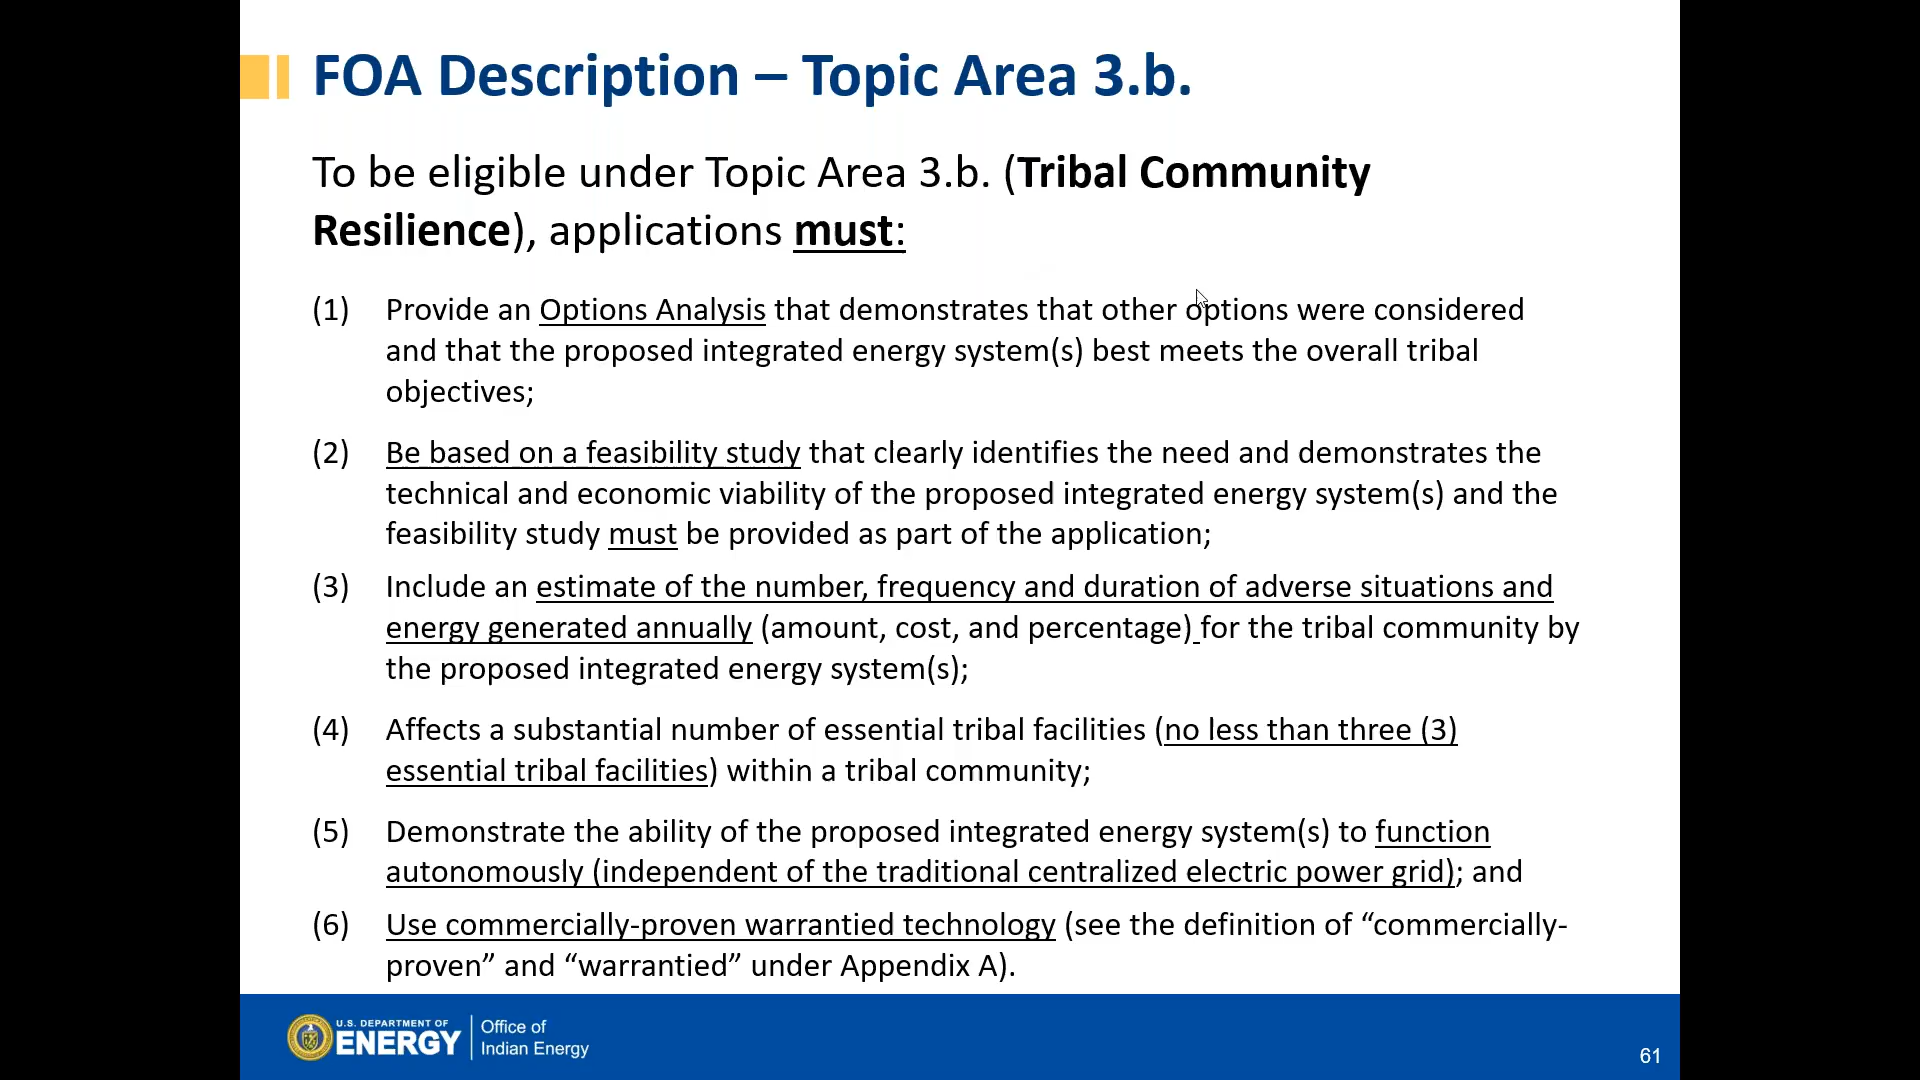 FOA Description – Topic Area 3.b.
To be eligible under Topic Area 3.b. (Tribal Community
Resilience), applications must:
(1) Provide an Options Analysis that demonstrates that other options were considered
and that the proposed integrated energy system(s) best meets the overall tribal
objectives;
(2) Be based on a feasibility study that clearly identifies the need and demonstrates the
technical and economic viability of the proposed integrated energy system(s) and the
feasibility study must be provided as part of the application;
(3) Include an estimate of the number, frequency and duration of adverse situations and
energy generated annually (amount, cost, and percentage) for the tribal community by
the proposed integrated energy system(s);
(4) Affects a substantial number of essential tribal facilities (no less than three (3)
essential tribal facilities) within a tribal community;
(5) Demonstrate the ability of the proposed integrated energy system(s) to function
autonomously (independent of the traditional centralized electric power grid); and
(6) Use commercially-proven warrantied technology (see the definition of “commercially-
proven” and “warrantied” under Appendix A).
U.S. DEPARTMENT OF
ENERGY
Office of
Indian Energy
61